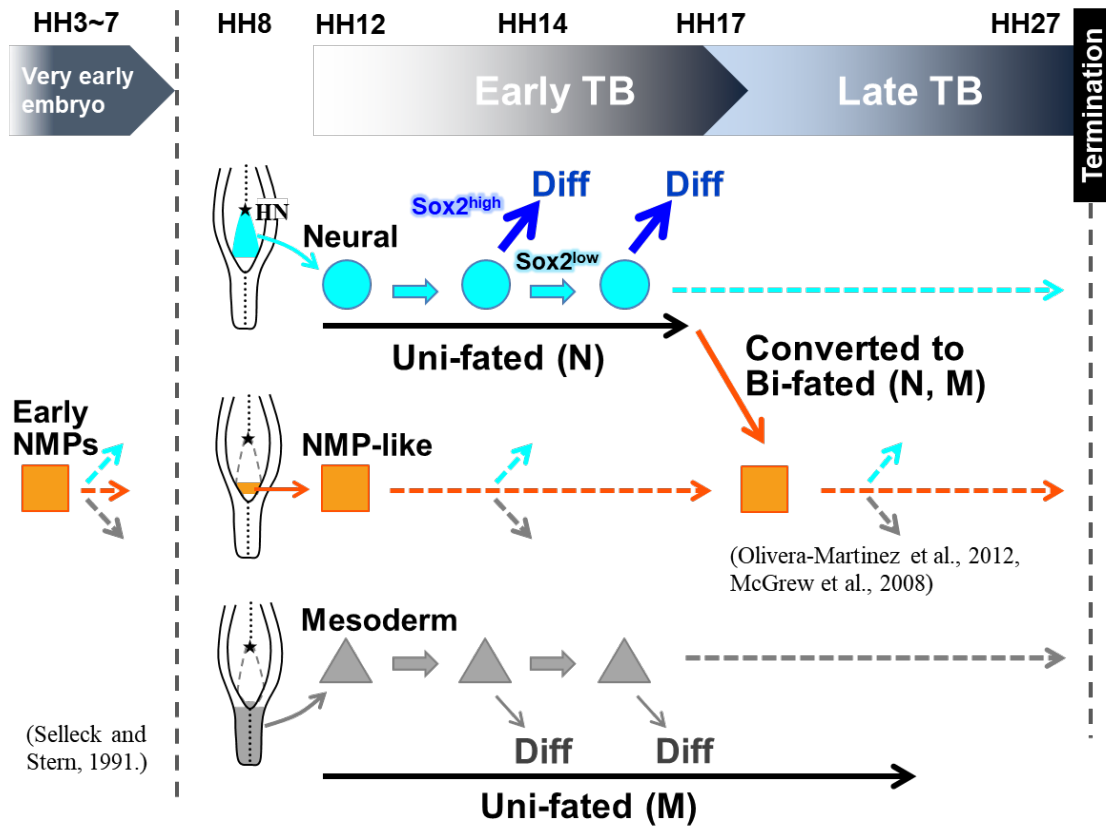 HH3~7
HH8
HH12
HH14
HH17
HH27
Very early
embryo
Early TB
Late TB
Termination
HN
Neural
Sox2high
Diff
Sox2low
Diff
Uni-fated (N)
Converted to
Bi-fated (N, M)
Early
NMPs
NMP-like
(Olivera-Martinez et al., 2012,
McGrew et al., 2008)
Mesoderm
(Selleck and
Stern, 1991.)
Diff
Diff
Uni-fated (M)